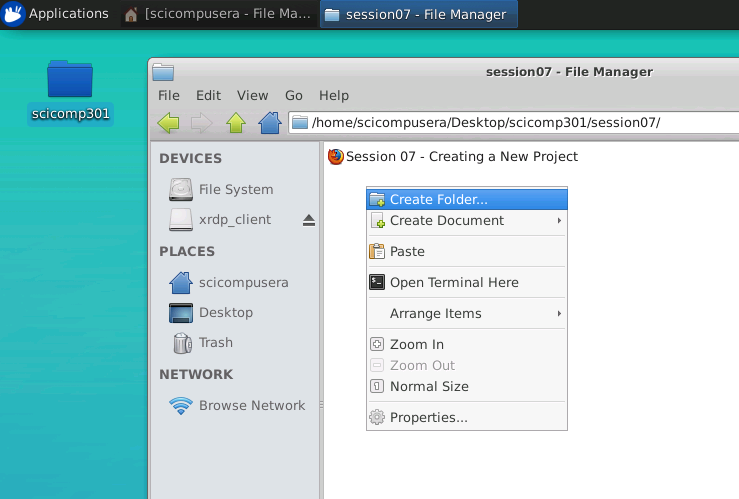 Applications
[scicompusera - File Ma...
session07 - File Manager
scicomp301
session07 - File Manager
File Edit View Go Help
/home/scicompusera/Desktop/scicomp301/session07/
DEVICES
File System
xrdp_client
PLACES
scicompusera
Desktop
Trash
NETWORK
Browse Network
Session 07 - Creating a New Project
Create Folder...
Create Document
Paste
Open Terminal Here
Arrange Items
Zoom In
Zoom Out
Normal Size
Properties...